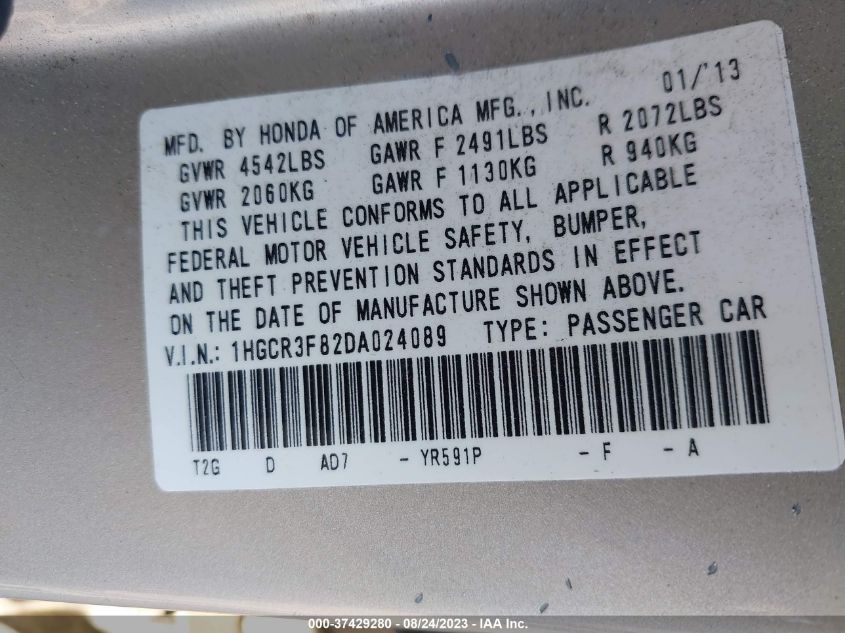 MFD. BY HONDA OF AMERICA MFG., INC. 01/'13
GVWR 4542LBS GAWR F 2491LBS R 2072LBS
GVWR 2060KG GAWR F 1130KG R 940KG
THIS VEHICLE CONFORMS TO ALL APPLICABLE
FEDERAL MOTOR VEHICLE SAFETY, BUMPER,
AND THEFT PREVENTION STANDARDS IN EFFECT
ON THE DATE OF MANUFACTURE SHOWN ABOVE.
V.I.N.: 1HGCR3F82DA024089 TYPE: PASSENGER CAR
T2G D AD7 - YR591P - F - A
000-37429280 - 08/24/2023 - IAA Inc.